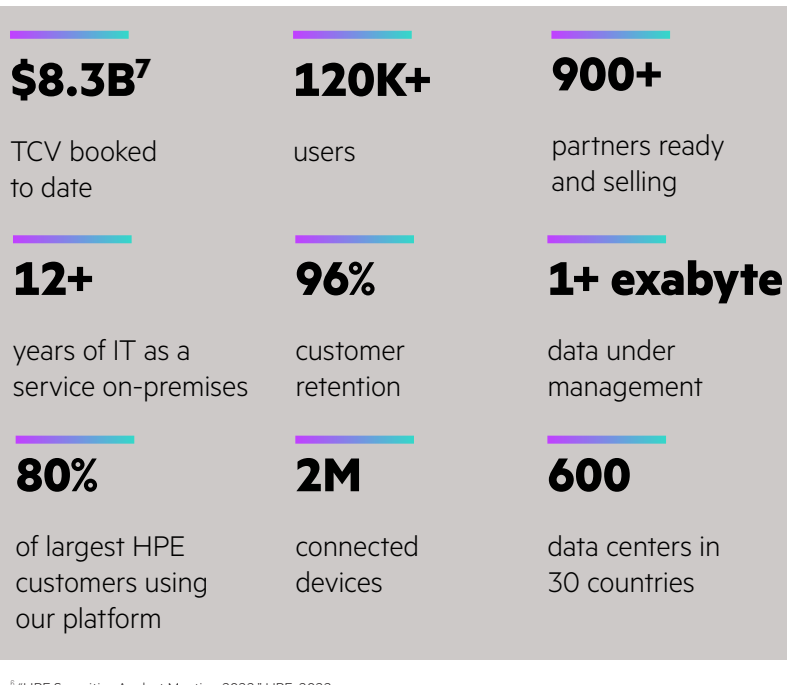 $8.3B⁷
TCV booked
to date
120K+
users
900+
partners ready
and selling
12+
years of IT as a
service on-premises
96%
customer
retention
1+ exabyte
data under
management
80%
of largest HPE
customers using
our platform
2M
connected
devices
600
data centers in
30 countries